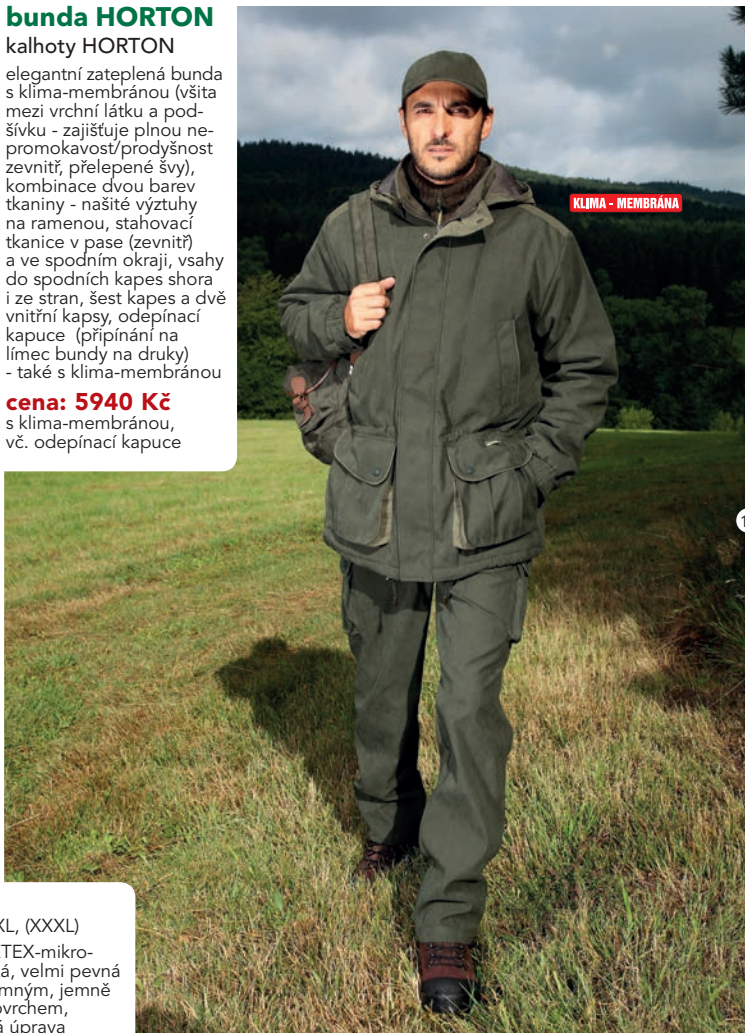 bunda HORTON
kalhoty HORTON
elegantní zateplená bunda
s klima-membránou (všita
mezi vrchní látku a pod-
šívku - zajišťuje plnou ne-
promokavost/prodyšnost
zevnitř, přelepené švy),
kombinace dvou barev
tkaniny - našité výztuhy
na ramenou, stahovací
tkanice v pase (zevnitř)
a ve spodním okraji, vsahy
do spodních kapes shora
i ze stran, šest kapes a dvě
vnitřní kapsy, odepínací
kapuce (připínání na
límec bundy na druky)
- také s klima-membránou
cena: 5940 Kč
s klima-membránou,
vč. odepínací kapuce
KLIMA - MEMBRÁNA
1
XL, (XXXL)
TEX-mikro-
á, velmi pevná
mným, jemně
ovrchem,
á úprava